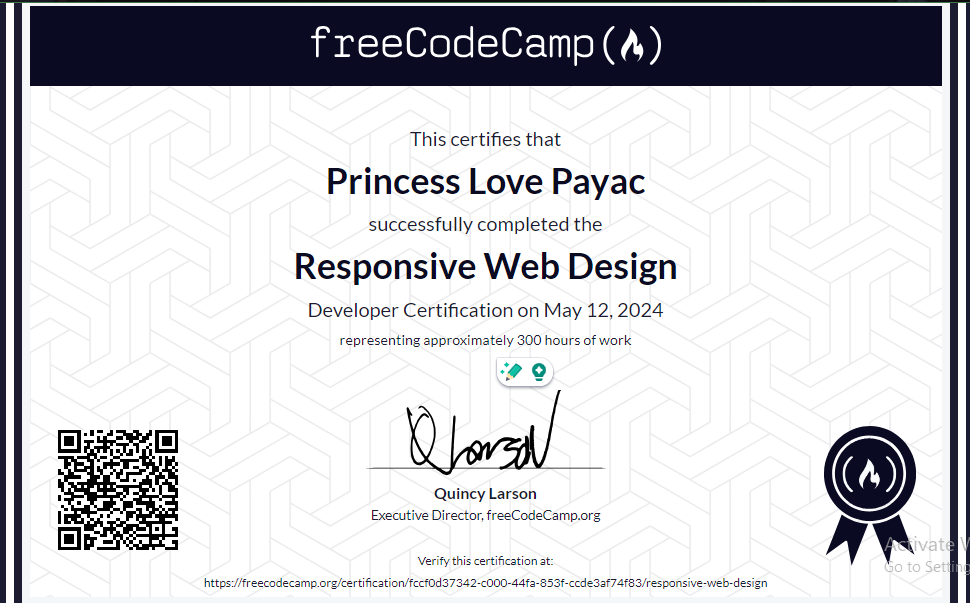 freeCodeCamp
This certifies that
Princess Love Payac
successfully completed the
Responsive Web Design
Developer Certification on May 12, 2024
representing approximately 300 hours of work
Q Larson
Quincy Larson
Executive Director, freeCodeCamp.org
Verify this certification at:
https://freecodecamp.org/certification/fccf0d37342-c000-44fa-853f-ccde3af74f83/responsive-web-design
Activate W
Go to Setting